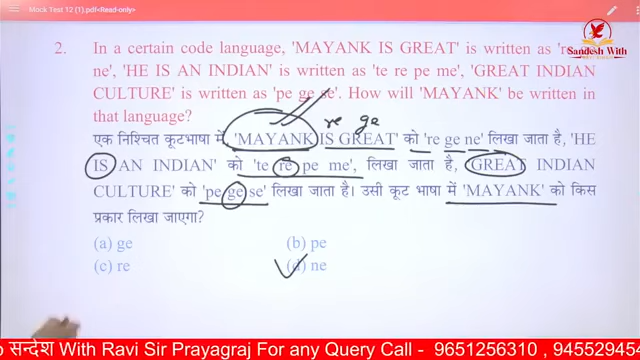 Mock Test 12 (1).pdf<Read-only>
Sandesh With
2. In a certain code language, 'MAYANK IS GREAT' is written as 're
ne', 'HE IS AN INDIAN' is written as 'te re pe me', 'GREAT INDIAN
CULTURE' is written as 'pe ge se'. How will 'MAYANK' be written in
that language?
re ge
एक निश्चित कूटभाषा में 'MAYANK IS GREAT' को 're ge ne' लिखा जाता है, 'HE
IS AN INDIAN' को 'te re pe me', लिखा जाता है, GREAT INDIAN
CULTURE' को 'pe ge se' लिखा जाता है। उसी कूट भाषा में 'MAYANK' को किस
प्रकार लिखा जाएगा?
(a) ge (b) pe
(c) re (d) ne
सन्देश With Ravi Sir Prayagraj For any Query Call - 9651256310 , 945529454